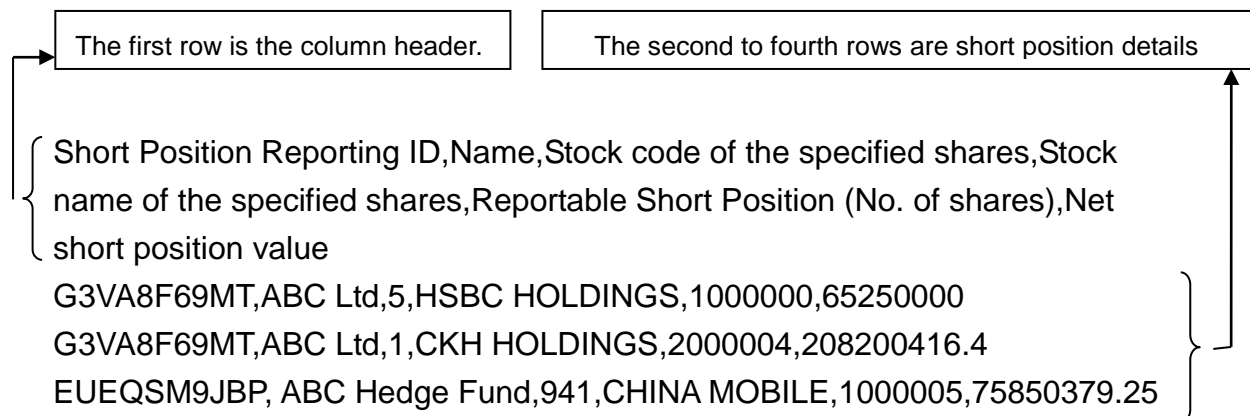 The first row is the column header.
The second to fourth rows are short position details
Short Position Reporting ID,Name,Stock code of the specified shares,Stock
name of the specified shares,Reportable Short Position (No. of shares),Net
short position value
G3VA8F69MT,ABC Ltd,5,HSBC HOLDINGS,1000000,65250000
G3VA8F69MT,ABC Ltd,1,CKH HOLDINGS,2000004,208200416.4
EUEQSM9JBP, ABC Hedge Fund,941,CHINA MOBILE,1000005,75850379.25